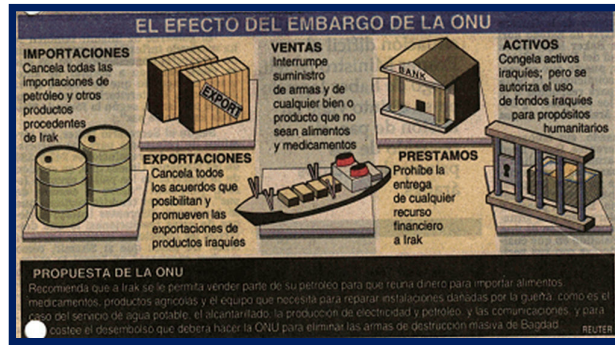 EL EFECTO DEL EMBARGO DE LA ONU
IMPORTACIONES
Cancela todas las
importaciones de
petróleo y otros
productos
procedentes
de Irak
EXPORT
EXPORTACIONES
Cancela todos
los acuerdos que
posibilitan y
promueven las
exportaciones de
productos iraquíes
VENTAS
Interrumpe
suministro
de armas y de
cualquier bien o
producto que no
sean alimentos
y medicamentos
BANK
PRESTAMOS
Prohíbe la
entrega
de cualquier
recurso
financiero
a Irak
ACTIVOS
Congela activos
iraquíes; pero se
autoriza el uso
de fondos iraquíes
para propósitos
humanitarios
PROPUESTA DE LA ONU
Recomienda que a Irak se le permita vender parte de su petróleo para que reúna dinero para importar alimentos
medicamentos, productos agrícolas y el equipo que necesita para reparar instalaciones dañadas por la guerra, como es el
caso del servicio de agua potable, el alcantarillado, la producción de electricidad y petróleo, y las comunicaciones, y para
costee el desembolso que deberá hacer la ONU para eliminar las armas de destrucción masiva de Bagdad.
REUTER